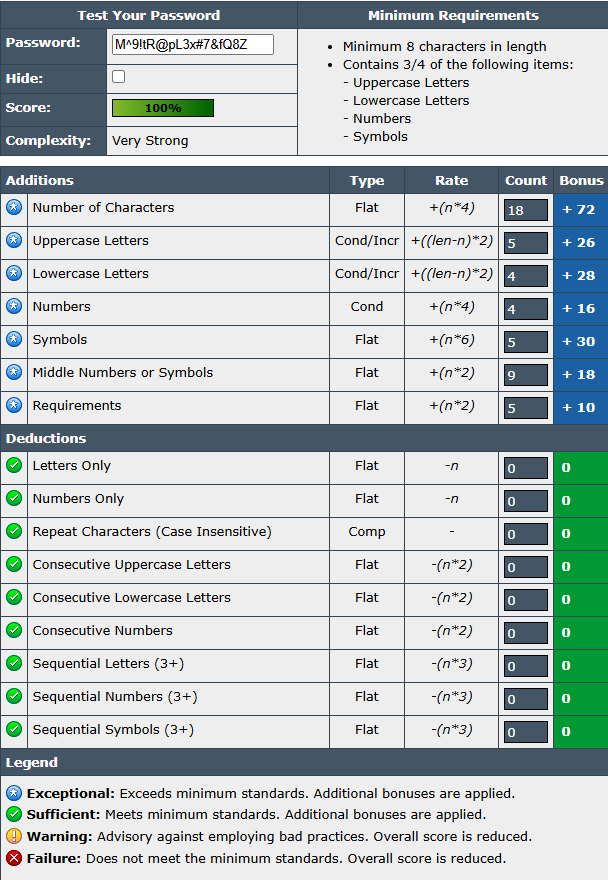 Test Your Password
Minimum Requirements
Password: M^9!tR@pL3x#7&fQ8Z
Hide:
Score: 100%
Complexity: Very Strong
• Minimum 8 characters in length
• Contains 3/4 of the following items:
- Uppercase Letters
- Lowercase Letters
- Numbers
- Symbols
Additions Type Rate Count Bonus
Number of Characters Flat +(n*4) 18 + 72
Uppercase Letters Cond/Incr +((len-n)*2) 5 + 26
Lowercase Letters Cond/Incr +((len-n)*2) 4 + 28
Numbers Cond +(n*4) 4 + 16
Symbols Flat +(n*6) 5 + 30
Middle Numbers or Symbols Flat +(n*2) 9 + 18
Requirements Flat +(n*2) 5 + 10
Deductions
Letters Only Flat -n 0 0
Numbers Only Flat -n 0 0
Repeat Characters (Case Insensitive) Comp - 0 0
Consecutive Uppercase Letters Flat -(n*2) 0 0
Consecutive Lowercase Letters Flat -(n*2) 0 0
Consecutive Numbers Flat -(n*2) 0 0
Sequential Letters (3+) Flat -(n*3) 0 0
Sequential Numbers (3+) Flat -(n*3) 0 0
Sequential Symbols (3+) Flat -(n*3) 0 0
Legend
Exceptional: Exceeds minimum standards. Additional bonuses are applied.
Sufficient: Meets minimum standards. Additional bonuses are applied.
Warning: Advisory against employing bad practices. Overall score is reduced.
Failure: Does not meet the minimum standards. Overall score is reduced.